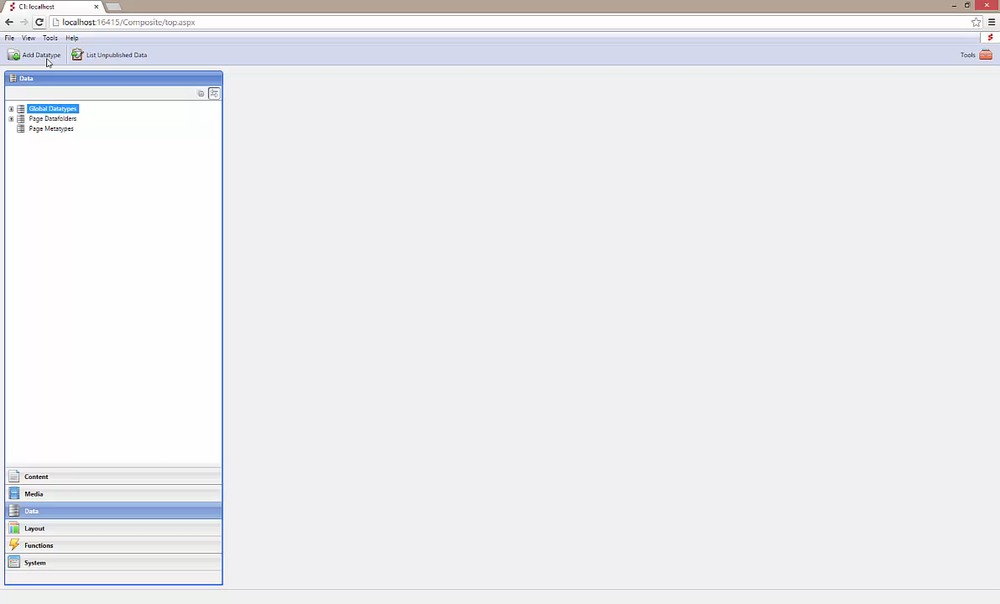 C1: localhost
localhost:16415/Composite/top.aspx
File View Tools Help
Add Datatype List Unpublished Data Tools
Data
Global Datatypes
Page Datafolders
Page Metatypes
Content
Media
Data
Layout
Functions
System